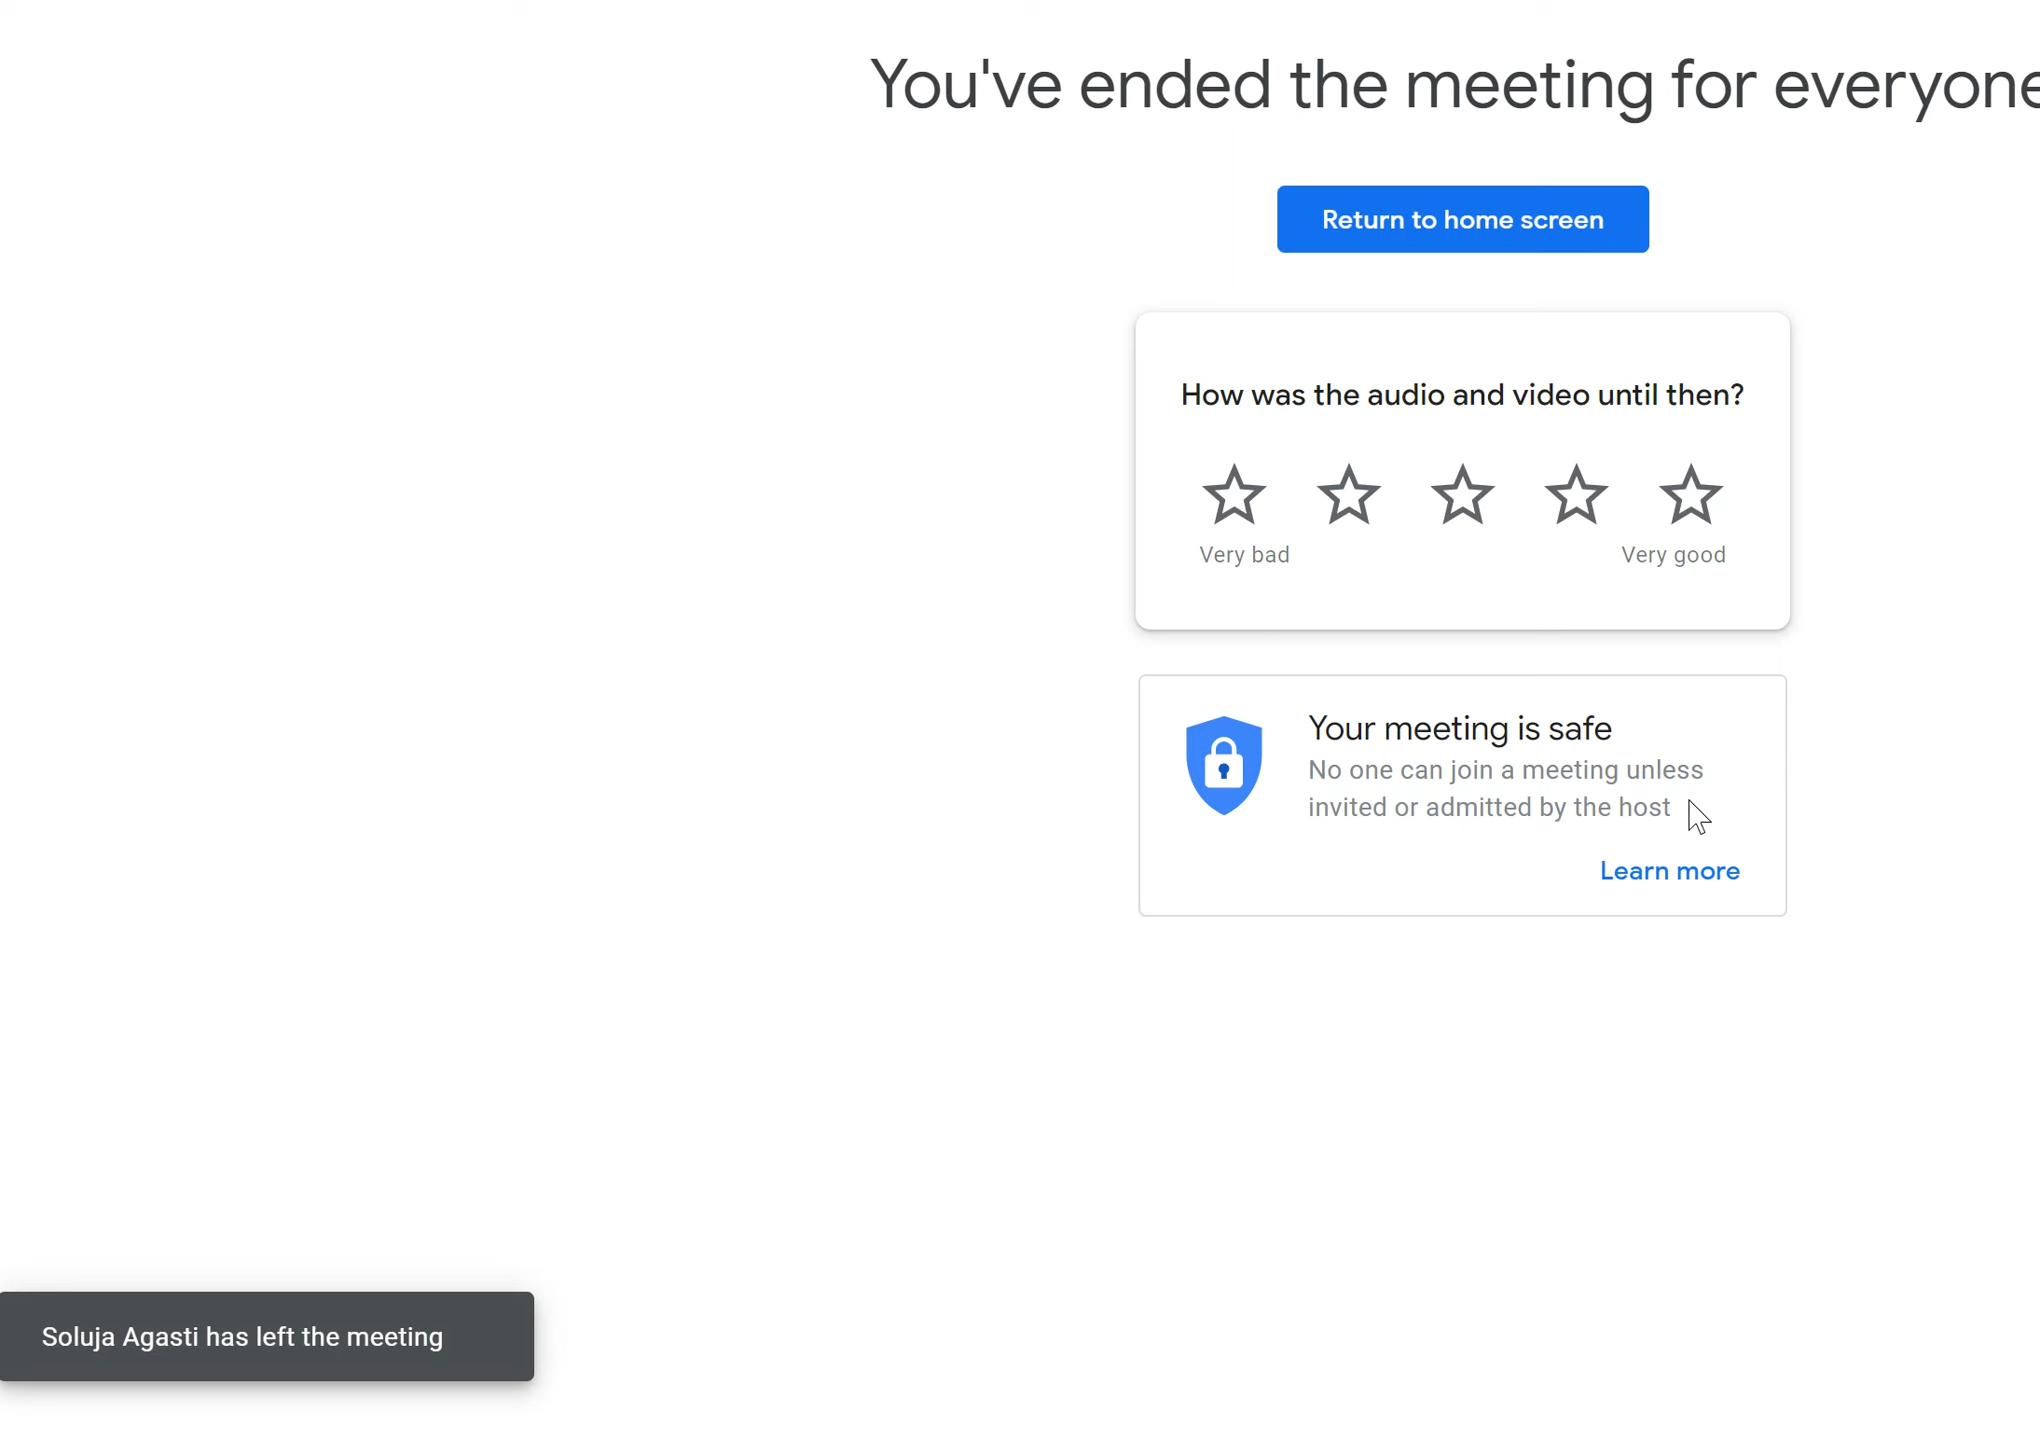 You've ended the meeting for everyone
Return to home screen
How was the audio and video until then?
Very bad
Very good
Your meeting is safe
No one can join a meeting unless
invited or admitted by the host
Learn more
Soluja Agasti has left the meeting